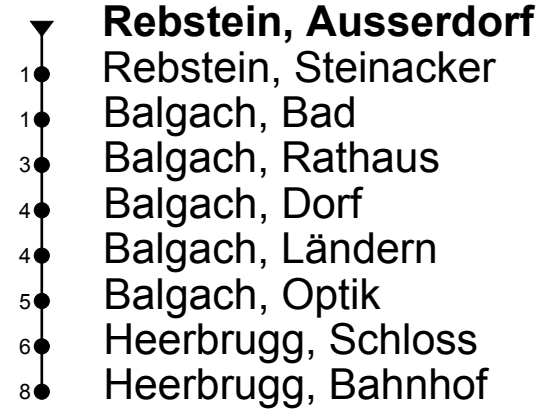 Rebstein, Ausserdorf
1 Rebstein, Steinacker
1 Balgach, Bad
3 Balgach, Rathaus
4 Balgach, Dorf
4 Balgach, Ländern
5 Balgach, Optik
6 Heerbrugg, Schloss
8 Heerbrugg, Bahnhof